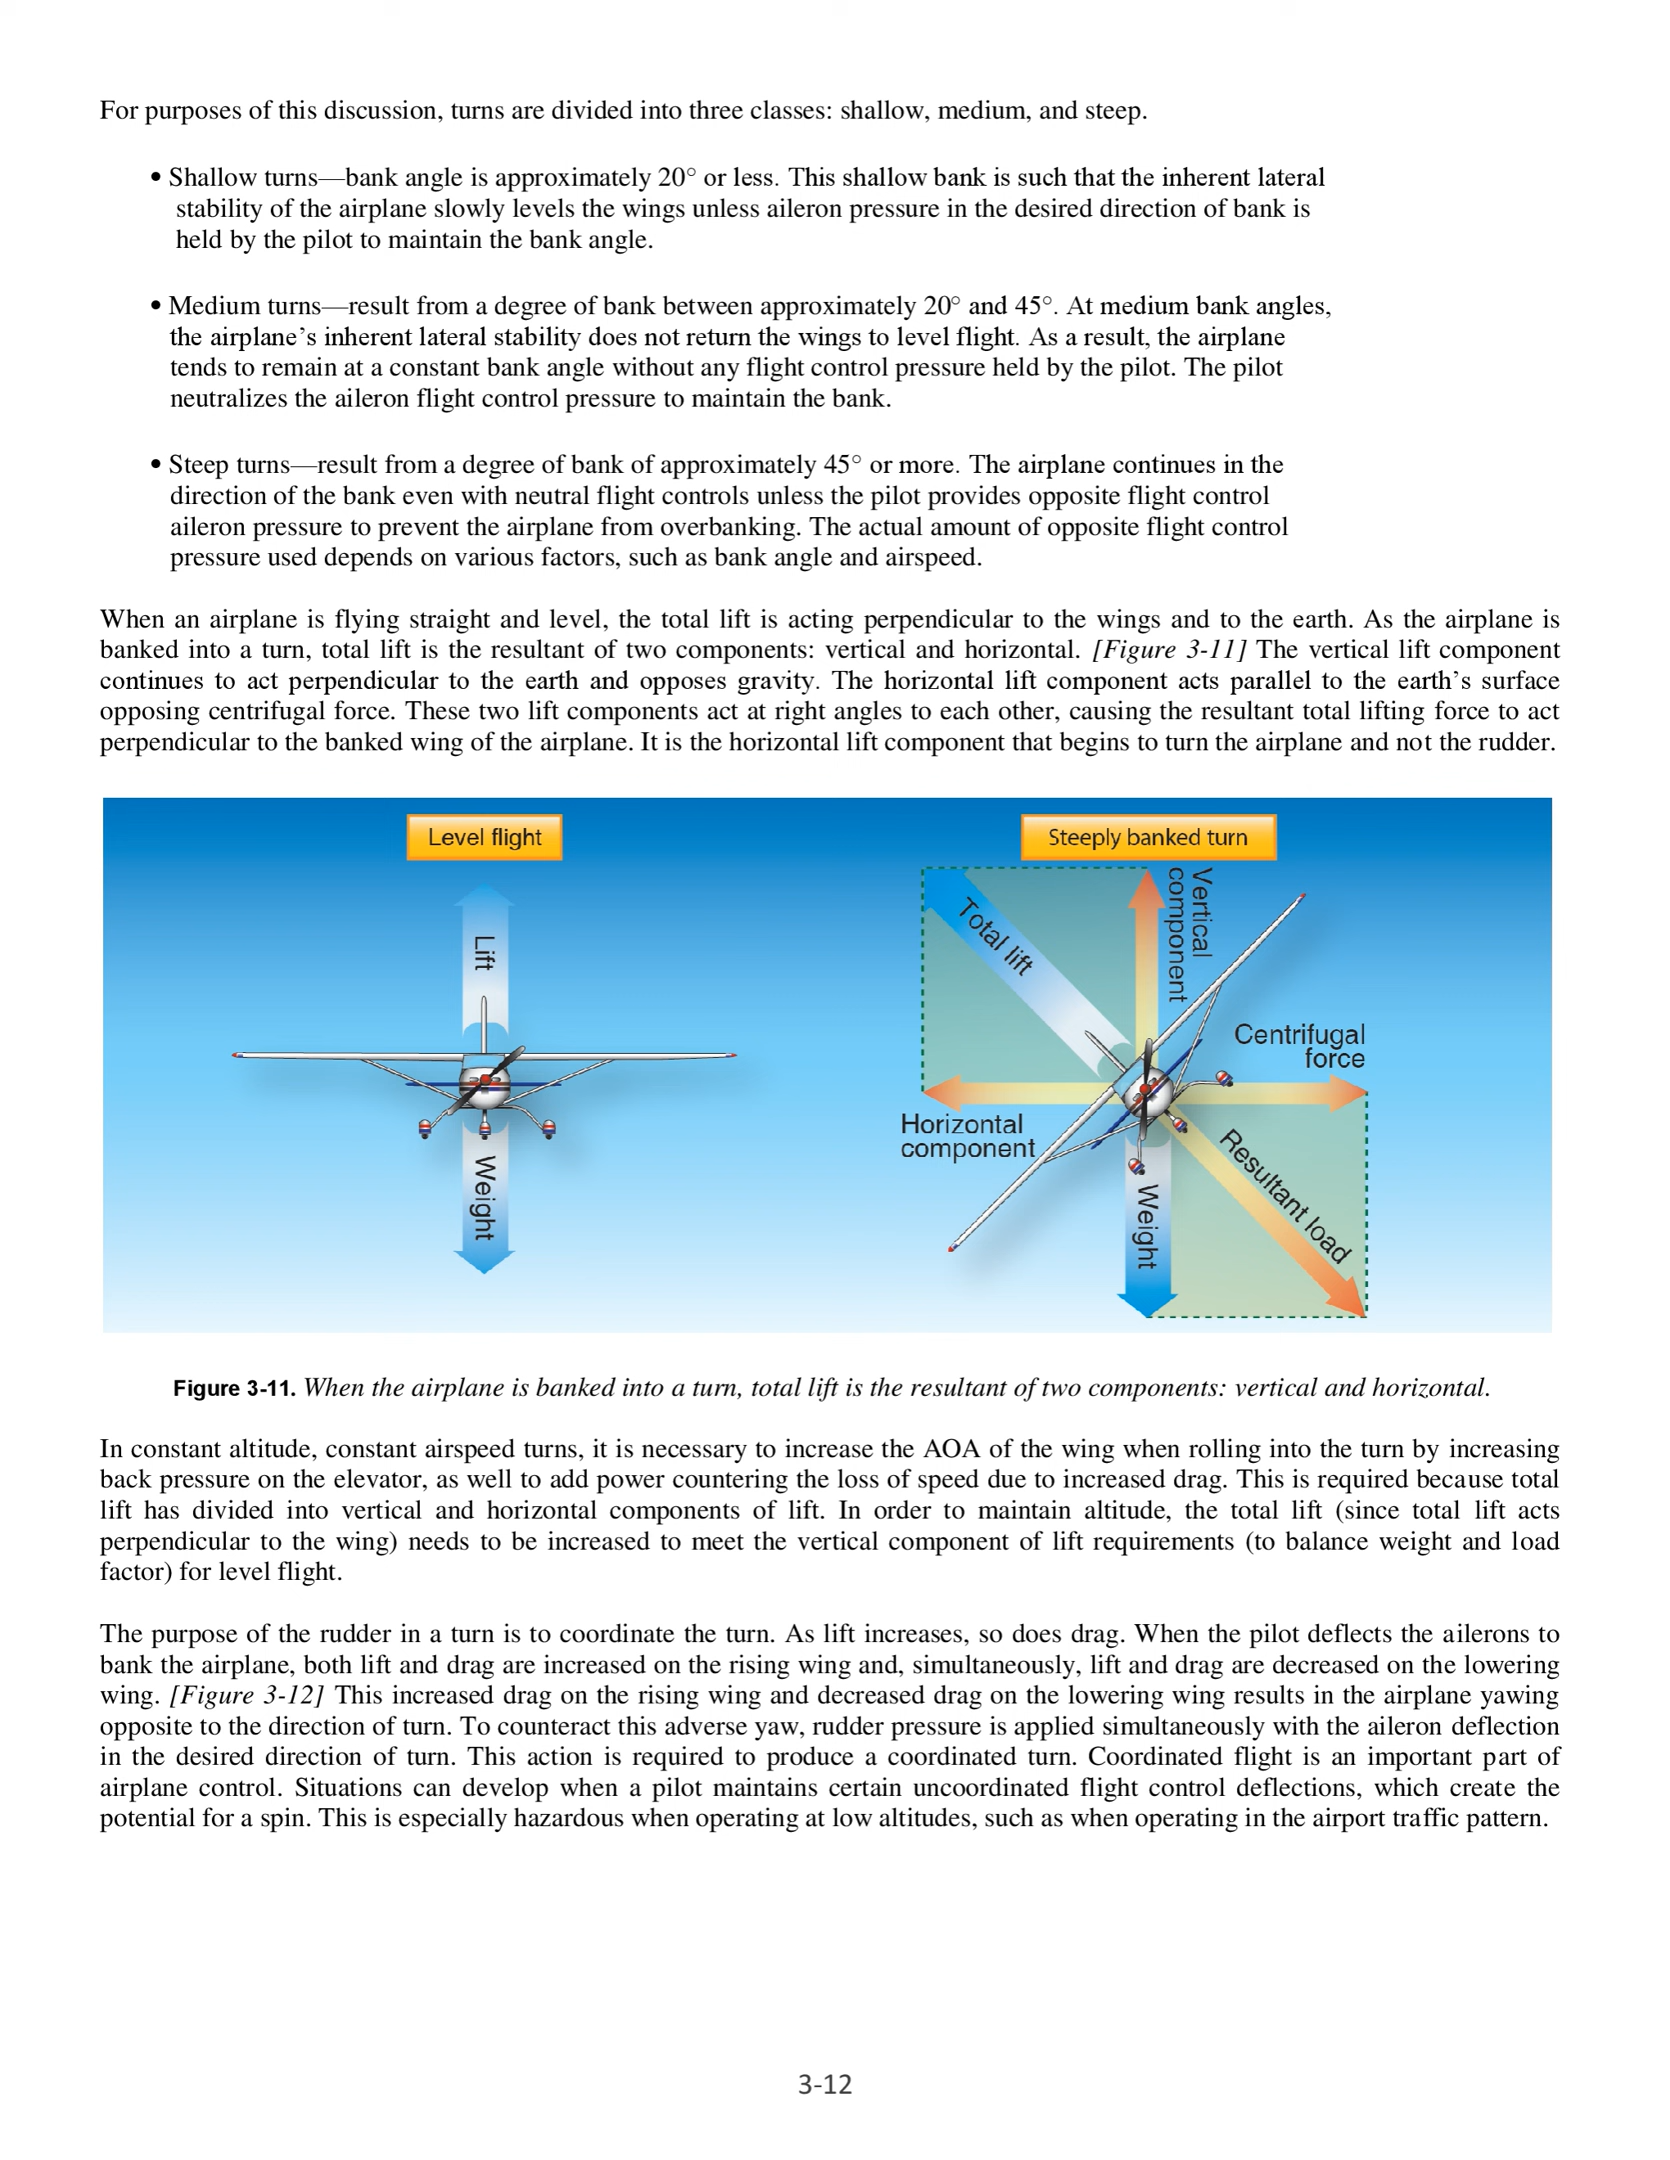 For purposes of this discussion, turns are divided into three classes: shallow, medium, and steep.
• Shallow turns—bank angle is approximately 20° or less. This shallow bank is such that the inherent lateral
stability of the airplane slowly levels the wings unless aileron pressure in the desired direction of bank is
held by the pilot to maintain the bank angle.
• Medium turns—result from a degree of bank between approximately 20° and 45°. At medium bank angles,
the airplane’s inherent lateral stability does not return the wings to level flight. As a result, the airplane
tends to remain at a constant bank angle without any flight control pressure held by the pilot. The pilot
neutralizes the aileron flight control pressure to maintain the bank.
• Steep turns—result from a degree of bank of approximately 45° or more. The airplane continues in the
direction of the bank even with neutral flight controls unless the pilot provides opposite flight control
aileron pressure to prevent the airplane from overbanking. The actual amount of opposite flight control
pressure used depends on various factors, such as bank angle and airspeed.
When an airplane is flying straight and level, the total lift is acting perpendicular to the wings and to the earth. As the airplane is
banked into a turn, total lift is the resultant of two components: vertical and horizontal. [Figure 3-11] The vertical lift component
continues to act perpendicular to the earth and opposes gravity. The horizontal lift component acts parallel to the earth’s surface
opposing centrifugal force. These two lift components act at right angles to each other, causing the resultant total lifting force to act
perpendicular to the banked wing of the airplane. It is the horizontal lift component that begins to turn the airplane and not the rudder.
Level flight
Lift
Weight
Steeply banked turn
Total lift
Vertical
component
Centrifugal
force
Horizontal
component
Weight
Resultant load
Figure 3-11. When the airplane is banked into a turn, total lift is the resultant of two components: vertical and horizontal.
In constant altitude, constant airspeed turns, it is necessary to increase the AOA of the wing when rolling into the turn by increasing
back pressure on the elevator, as well to add power countering the loss of speed due to increased drag. This is required because total
lift has divided into vertical and horizontal components of lift. In order to maintain altitude, the total lift (since total lift acts
perpendicular to the wing) needs to be increased to meet the vertical component of lift requirements (to balance weight and load
factor) for level flight.
The purpose of the rudder in a turn is to coordinate the turn. As lift increases, so does drag. When the pilot deflects the ailerons to
bank the airplane, both lift and drag are increased on the rising wing and, simultaneously, lift and drag are decreased on the lowering
wing. [Figure 3-12] This increased drag on the rising wing and decreased drag on the lowering wing results in the airplane yawing
opposite to the direction of turn. To counteract this adverse yaw, rudder pressure is applied simultaneously with the aileron deflection
in the desired direction of turn. This action is required to produce a coordinated turn. Coordinated flight is an important part of
airplane control. Situations can develop when a pilot maintains certain uncoordinated flight control deflections, which create the
potential for a spin. This is especially hazardous when operating at low altitudes, such as when operating in the airport traffic pattern.
3-12